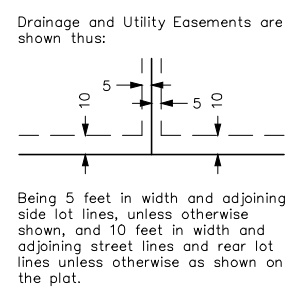 Drainage and Utility Easements are
shown thus:
5
10
10
5
Being 5 feet in width and adjoining
side lot lines, unless otherwise
shown, and 10 feet in width and
adjoining street lines and rear lot
lines unless otherwise as shown on
the plat.